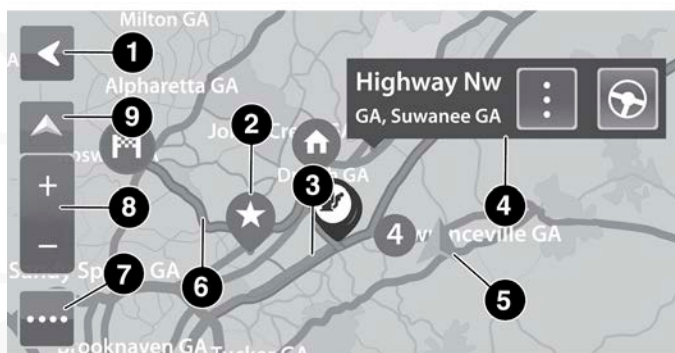 Milton GA
1
Alpharetta GA
Highway Nw
GA, Suwanee GA
9
2
3
GA
+
8
4
4
nceville GA
−
Sandy GA
6
5
7
Tucker GA